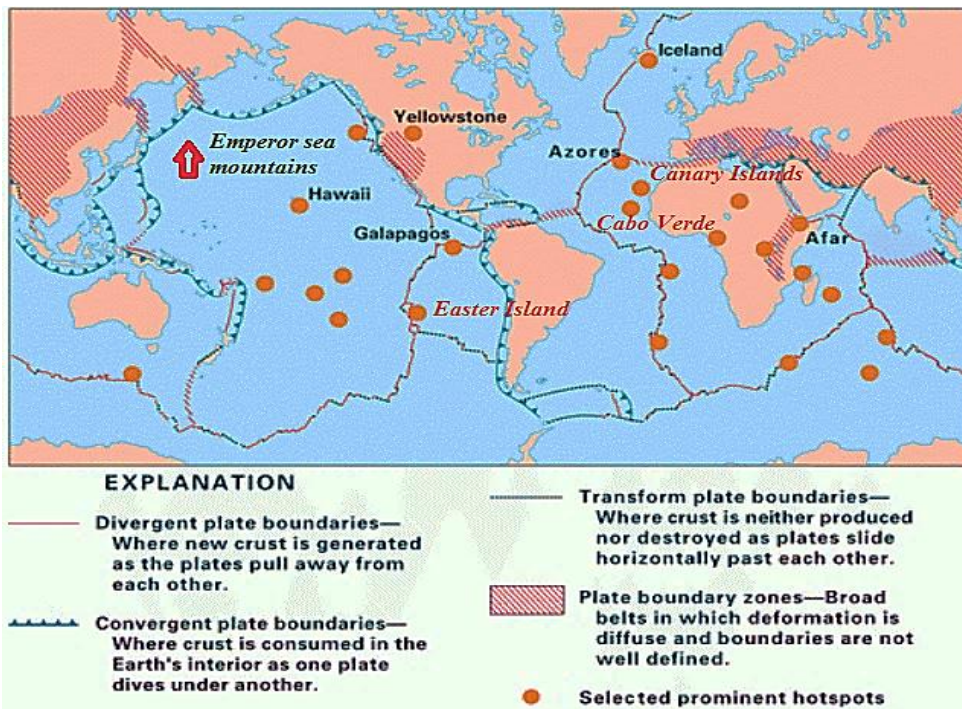 Iceland
Yellowstone
Emperor sea
mountains
Azores
Canary Islands
Hawaii
Cabo Verde
Galapagos
Afar
Easter Island
EXPLANATION
Divergent plate boundaries—
Where new crust is generated
as the plates pull away from
each other.
Convergent plate boundaries—
Where crust is consumed in the
Earth's interior as one plate
dives under another.
Transform plate boundaries—
Where crust is neither produced
nor destroyed as plates slide
horizontally past each other.
Plate boundary zones—Broad
belts in which deformation is
diffuse and boundaries are not
well defined.
Selected prominent hotspots